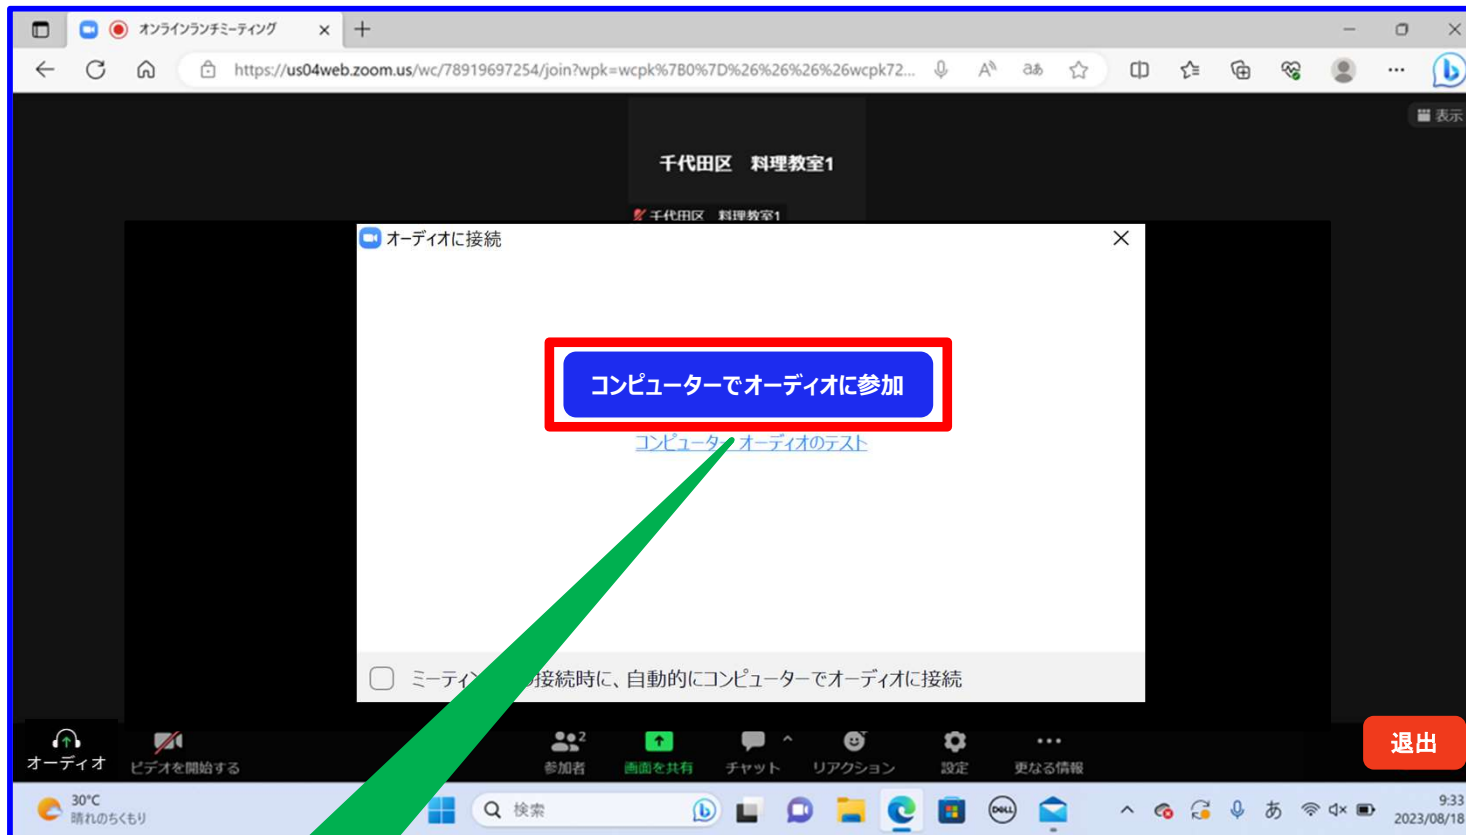 オンラインランチミーティング
https://us04web.zoom.us/wc/78919697254/join?wpk=wcpk%7B0%7D%26%26%26%26%26wcpk72...
表示
千代田区 料理教室1
千代田区 料理教室1
オーディオに接続
コンピューターでオーディオに参加
コンピューター オーディオのテスト
接続時に、自動的にコンピューターでオーディオに接続
オーディオ
ビデオを開始する
2
参加者
画面を共有
チャット
リアクション
設定
更なる情報
退出
30°C
晴れのちくもり
検索
DELL
あ
9:33
2023/08/18